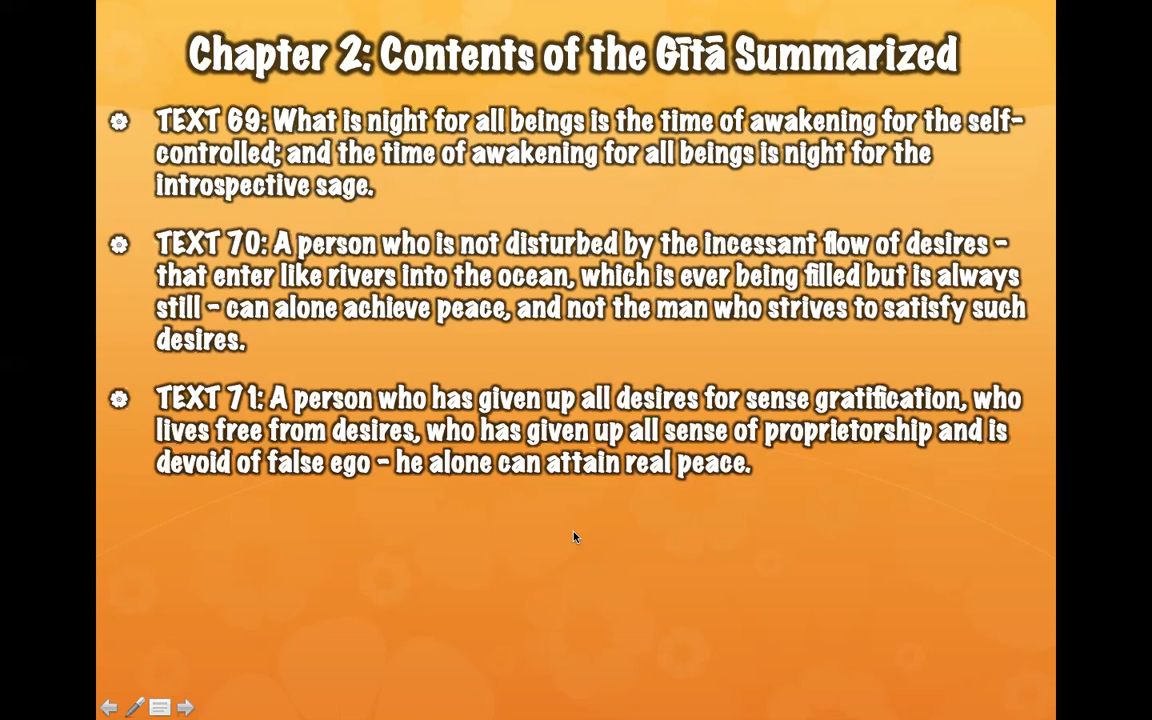 Chapter 2: Contents of the Gītā Summarized
TEXT 69: What is night for all beings is the time of awakening for the self-
controlled; and the time of awakening for all beings is night for the
introspective sage.
TEXT 70: A person who is not disturbed by the incessant flow of desires –
that enter like rivers into the ocean, which is ever being filled but is always
still – can alone achieve peace, and not the man who strives to satisfy such
desires.
TEXT 71: A person who has given up all desires for sense gratification, who
lives free from desires, who has given up all sense of proprietorship and is
devoid of false ego – he alone can attain real peace.